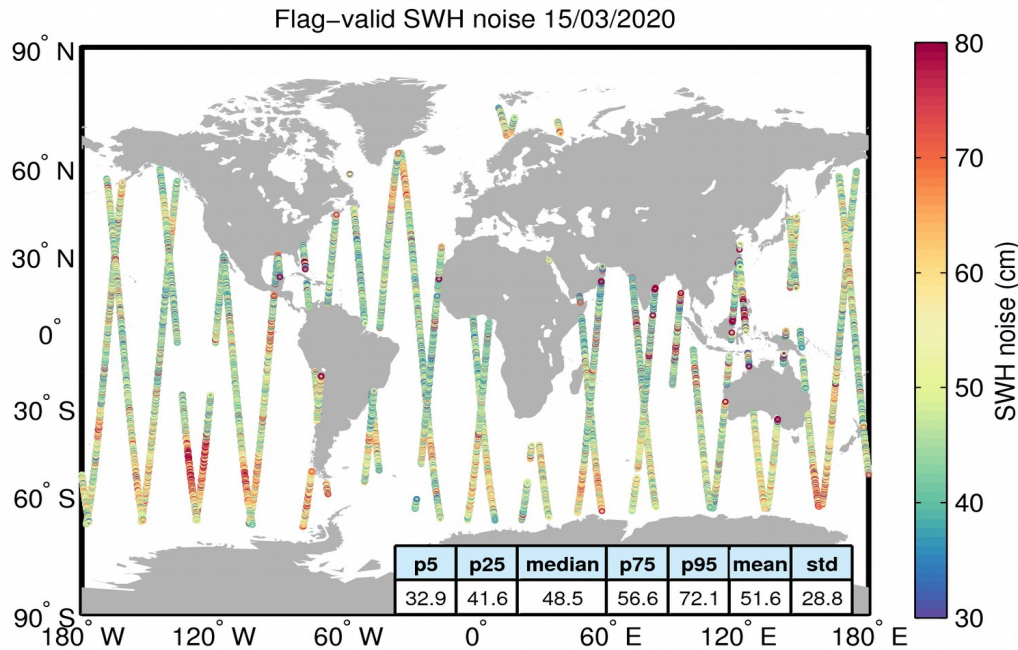 Flag−valid SWH noise 15/03/2020
90° N
60° N
30° N
0°
30° S
60° S
90° S
180° W
120° W
60° W
0°
60° E
120° E
180° E
80
70
60
50
40
30
SWH noise (cm)
p5 p25 median p75 p95 mean std
32.9 41.6 48.5 56.6 72.1 51.6 28.8